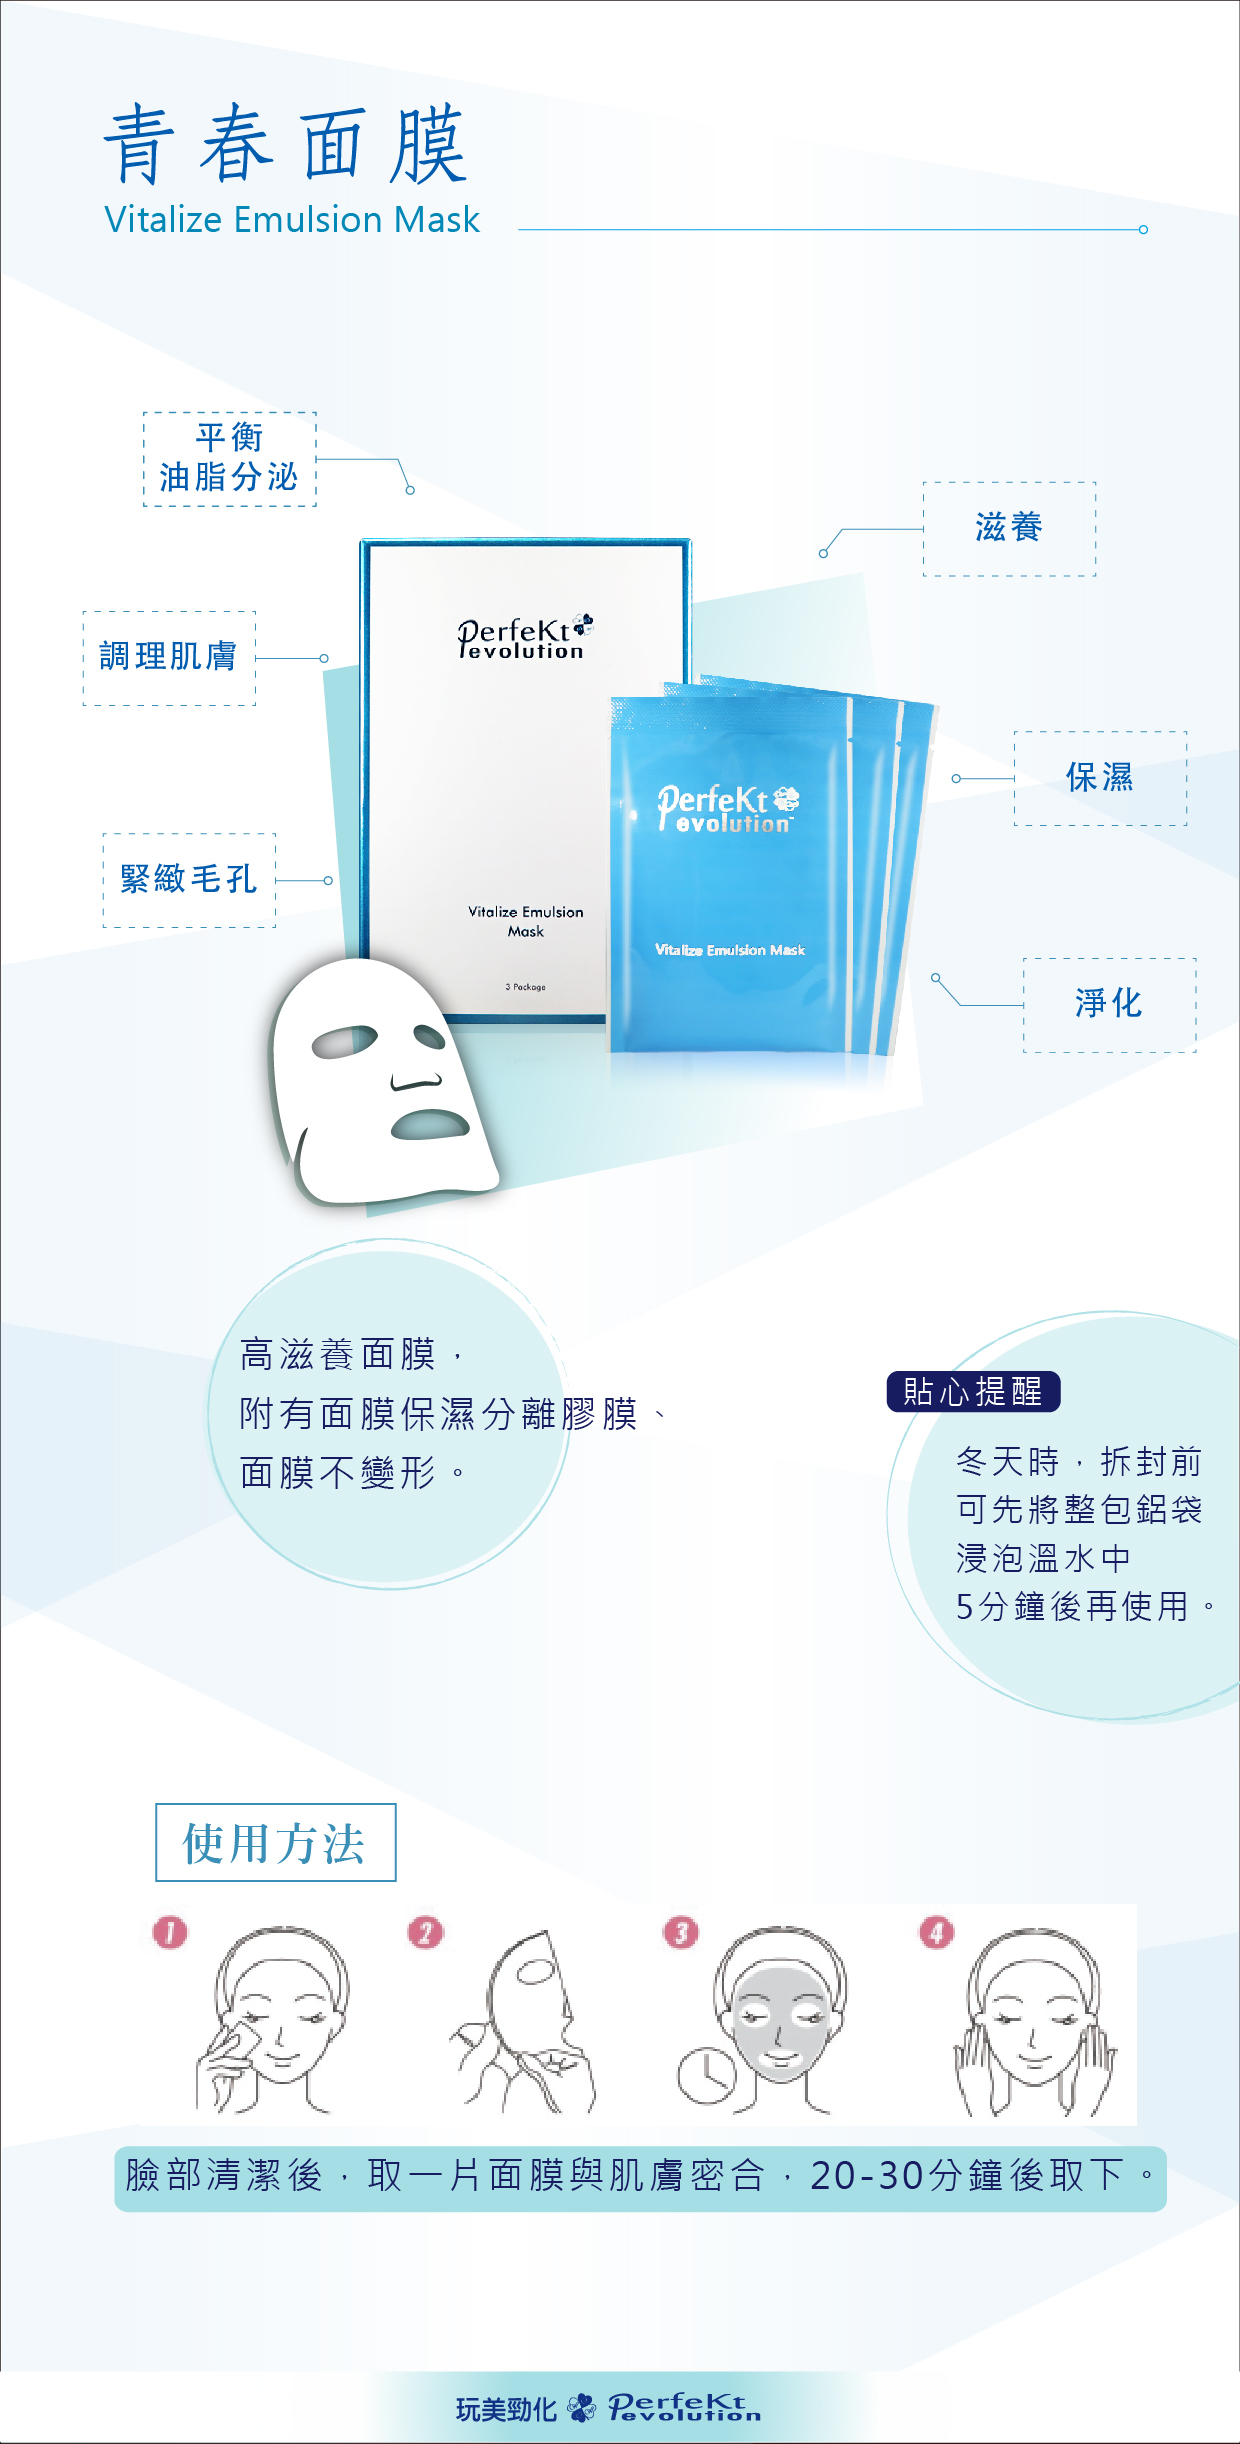 青春面膜
Vitalize Emulsion Mask
平衡
油脂分泌
滋養
調理肌膚
保濕
緊緻毛孔
淨化
PerfeKt
revolution
Vitalize Emulsion
Mask
3 Package
PerfeKt
revolution™
Vitalize Emulsion Mask
高滋養面膜，
附有面膜保濕分離膠膜、
面膜不變形。
貼心提醒
冬天時，拆封前
可先將整包鋁袋
浸泡溫水中
5分鐘後再使用。
使用方法
1
2
3
4
臉部清潔後，取一片面膜與肌膚密合，20-30分鐘後取下。
玩美勁化 PerfeKt
revolution